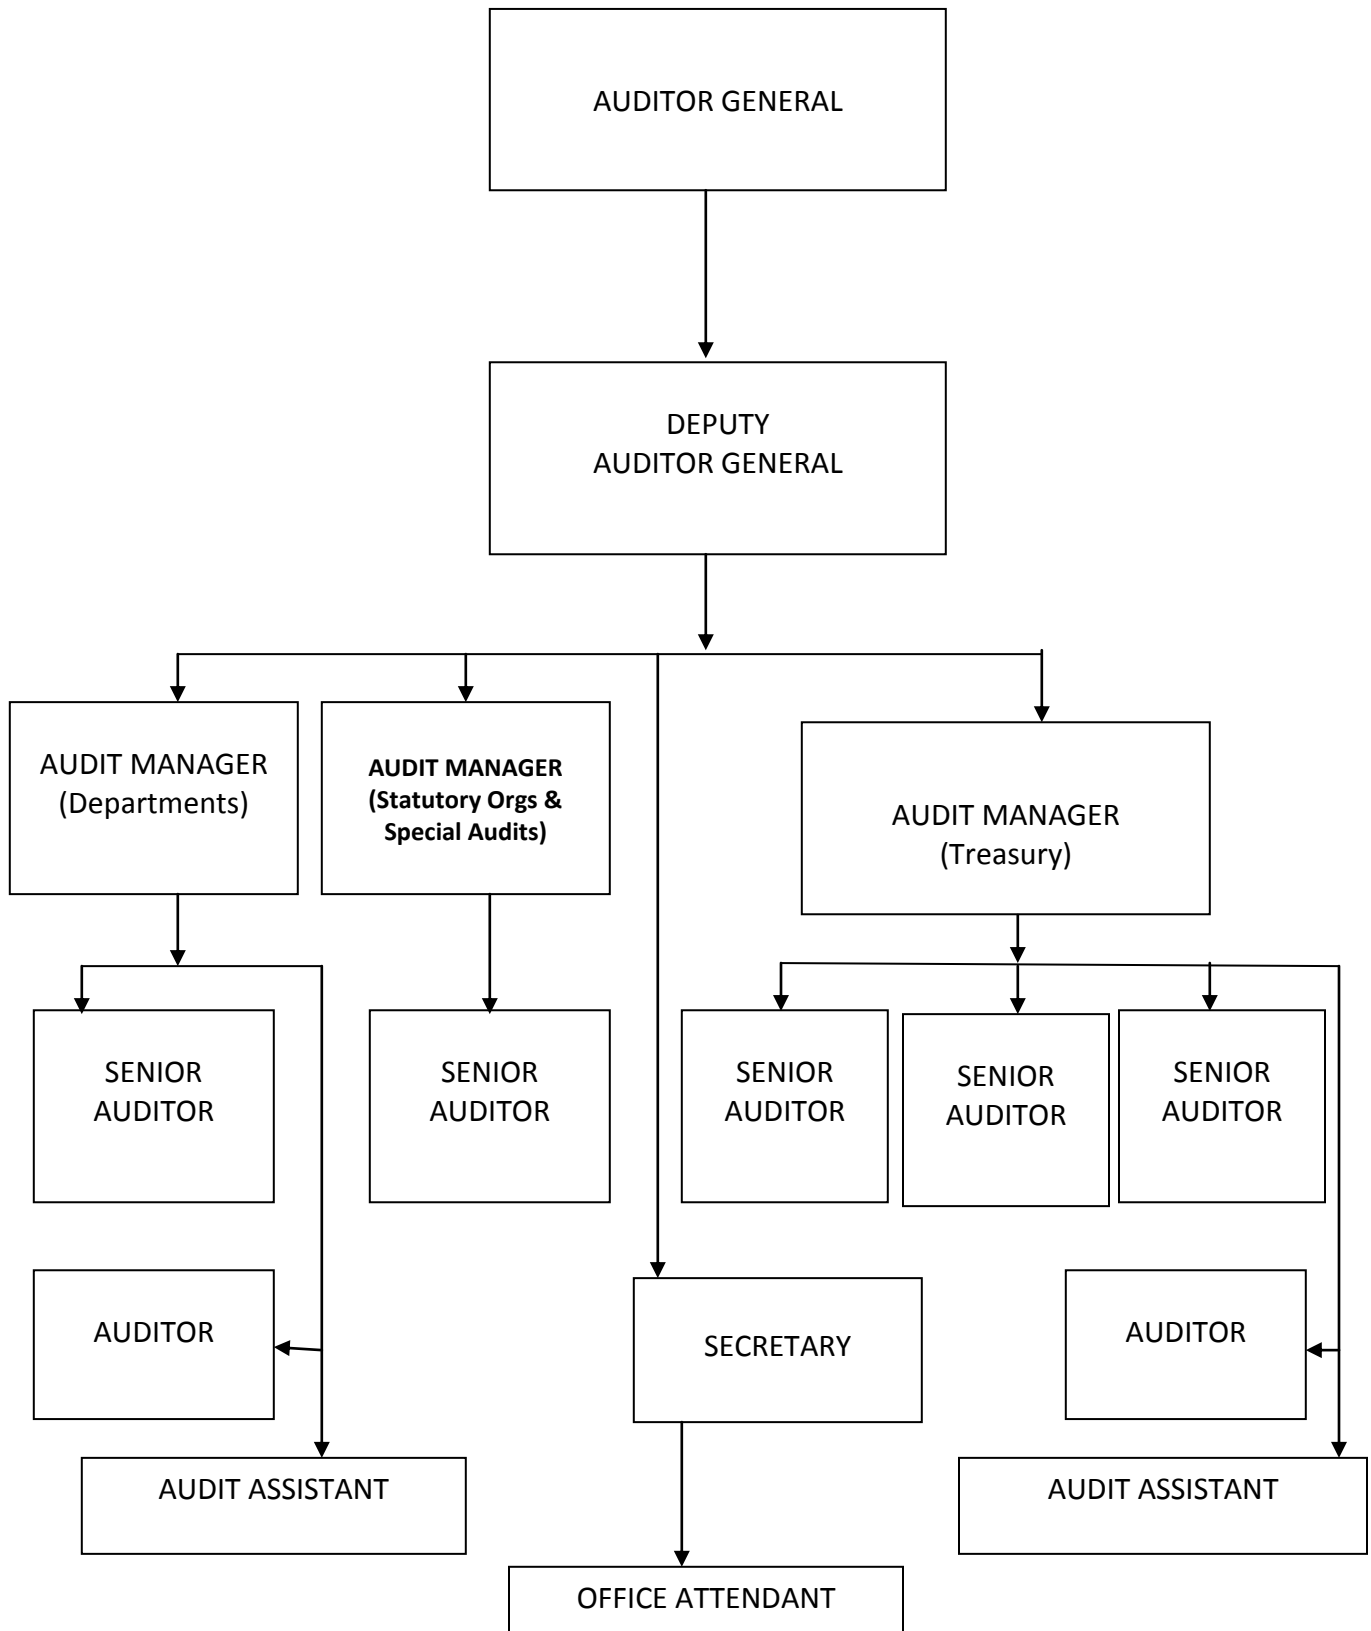 AUDITOR GENERAL
DEPUTY
AUDITOR GENERAL
AUDIT MANAGER
(Departments)
AUDIT MANAGER
(Statutory Orgs &
Special Audits)
AUDIT MANAGER
(Treasury)
SENIOR
AUDITOR
SENIOR
AUDITOR
SENIOR
AUDITOR
SENIOR
AUDITOR
SENIOR
AUDITOR
AUDITOR
SECRETARY
AUDITOR
AUDIT ASSISTANT
AUDIT ASSISTANT
OFFICE ATTENDANT